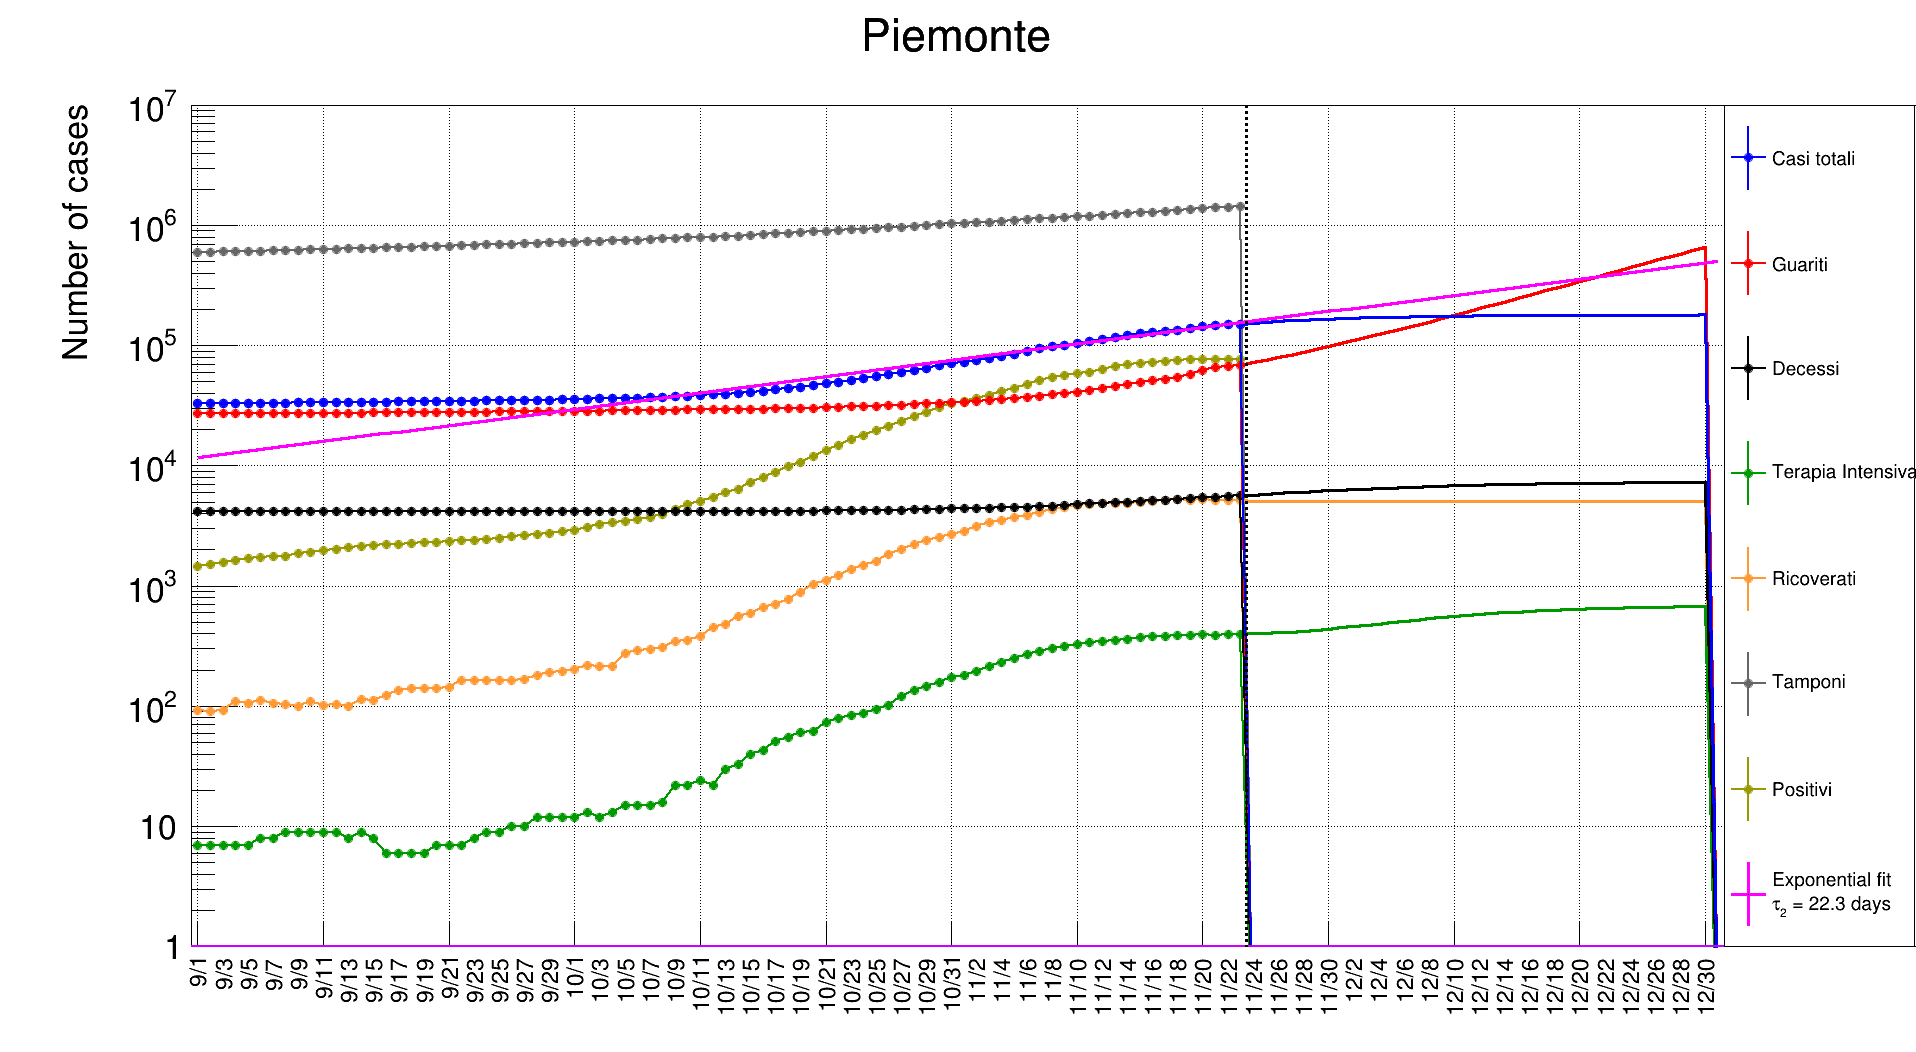 Piemonte
Number of cases
10^7
10^6
10^5
10^4
10^3
10^2
10
1
9/1 9/3 9/5 9/7 9/9 9/11 9/13 9/15 9/17 9/19 9/21 9/23 9/25 9/27 9/29 10/1 10/3 10/5 10/7 10/9 10/11 10/13 10/15 10/17 10/19 10/21 10/23 10/25 10/27 10/29 10/31 11/2 11/4 11/6 11/8 11/10 11/12 11/14 11/16 11/18 11/20 11/22 11/24 11/26 11/28 11/30 12/2 12/4 12/6 12/8 12/10 12/12 12/14 12/16 12/18 12/20 12/22 12/24 12/26 12/28 12/30
Casi totali
Guariti
Decessi
Terapia Intensiva
Ricoverati
Tamponi
Positivi
Exponential fit
τ₂ = 22.3 days